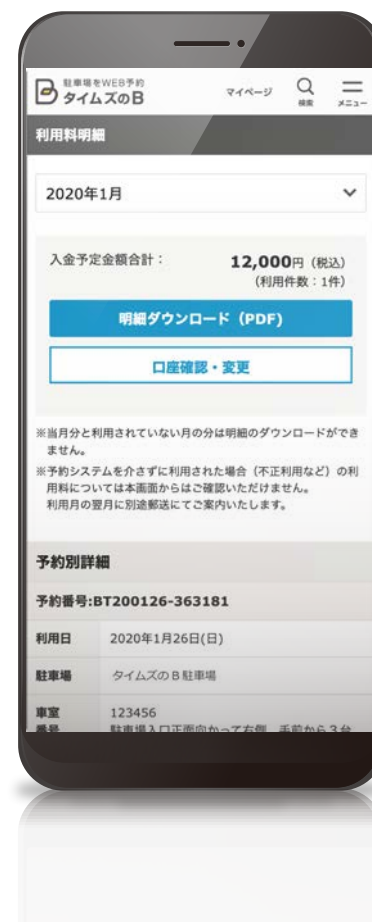 駐車場をWEB予約
タイムズのB
マイページ
検索
メニュー
利用料明細
2020年1月
入金予定金額合計：
12,000円（税込）
（利用件数：1件）
明細ダウンロード（PDF）
口座確認・変更
※当月分と利用されていない月の分は明細のダウンロードができ
ません。
※予約システムを介さずに利用された場合（不正利用など）の利
用料については本画面からはご確認いただけません。
利用月の翌月に別途郵送にてご案内いたします。
予約別詳細
予約番号:BT200126-363181
利用日
2020年1月26日(日)
駐車場
タイムズのB駐車場
車室
123456
番号
駐車場入口正面向かって右側、手前から3台